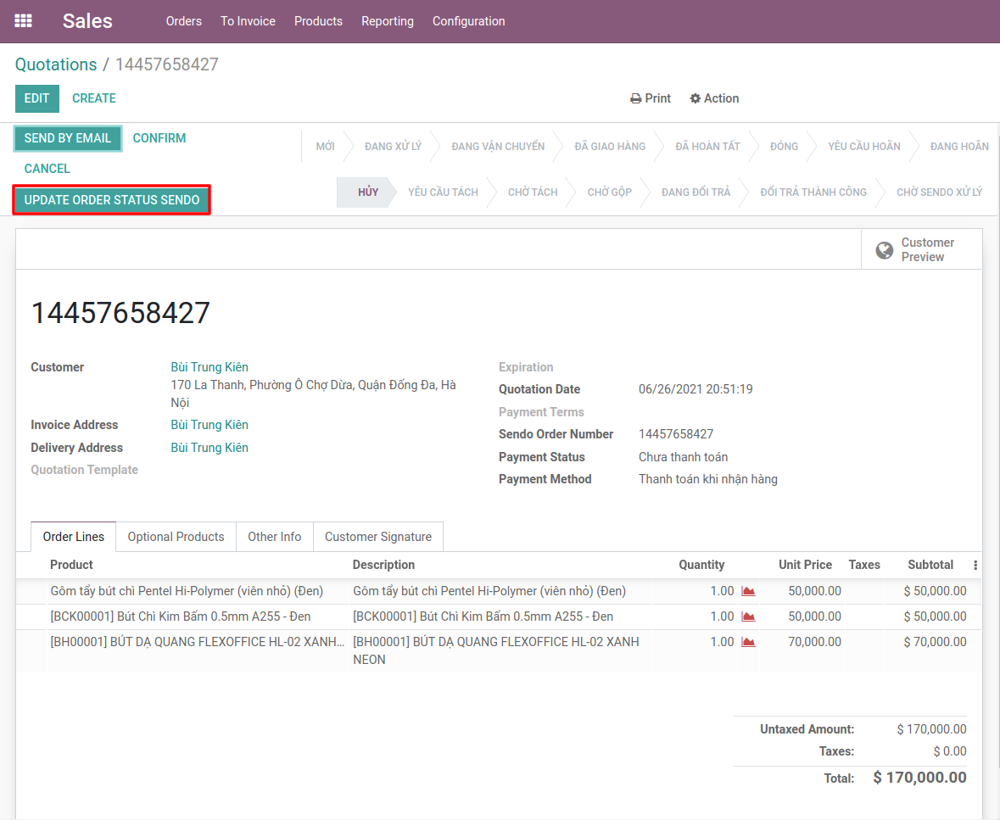 Sales Orders To Invoice Products Reporting Configuration
Quotations / 14457658427
EDIT CREATE Print Action
SEND BY EMAIL CONFIRM
CANCEL
UPDATE ORDER STATUS SENDO
MỚI ĐANG XỬ LÝ ĐANG VẬN CHUYỂN ĐÃ GIAO HÀNG ĐÃ HOÀN TẤT ĐÓNG YÊU CẦU HOÃN ĐANG HOÃN
HỦY YÊU CẦU TÁCH CHỜ TÁCH CHỜ GỘP ĐANG ĐỔI TRẢ ĐỔI TRẢ THÀNH CÔNG CHỜ SENDO XỬ LÝ
Customer
Preview
14457658427
Customer Bùi Trung Kiên
170 La Thanh, Phường Ô Chợ Dừa, Quận Đống Đa, Hà
Nội
Invoice Address Bùi Trung Kiên
Delivery Address Bùi Trung Kiên
Quotation Template
Expiration
Quotation Date 06/26/2021 20:51:19
Payment Terms
Sendo Order Number 14457658427
Payment Status Chưa thanh toán
Payment Method Thanh toán khi nhận hàng
Order Lines Optional Products Other Info Customer Signature
Product Description Quantity Unit Price Taxes Subtotal
Gôm tẩy bút chì Pentel Hi-Polymer (viên nhỏ) (Đen) Gôm tẩy bút chì Pentel Hi-Polymer (viên nhỏ) (Đen) 1.00 50,000.00 $ 50,000.00
[BCK00001] Bút Chì Kim Bấm 0.5mm A255 - Đen [BCK00001] Bút Chì Kim Bấm 0.5mm A255 - Đen 1.00 50,000.00 $ 50,000.00
[BH00001] BÚT DẠ QUANG FLEXOFFICE HL-02 XANH... [BH00001] BÚT DẠ QUANG FLEXOFFICE HL-02 XANH 1.00 70,000.00 $ 70,000.00
NEON
Untaxed Amount: $ 170,000.00
Taxes: $ 0.00
Total: $ 170,000.00